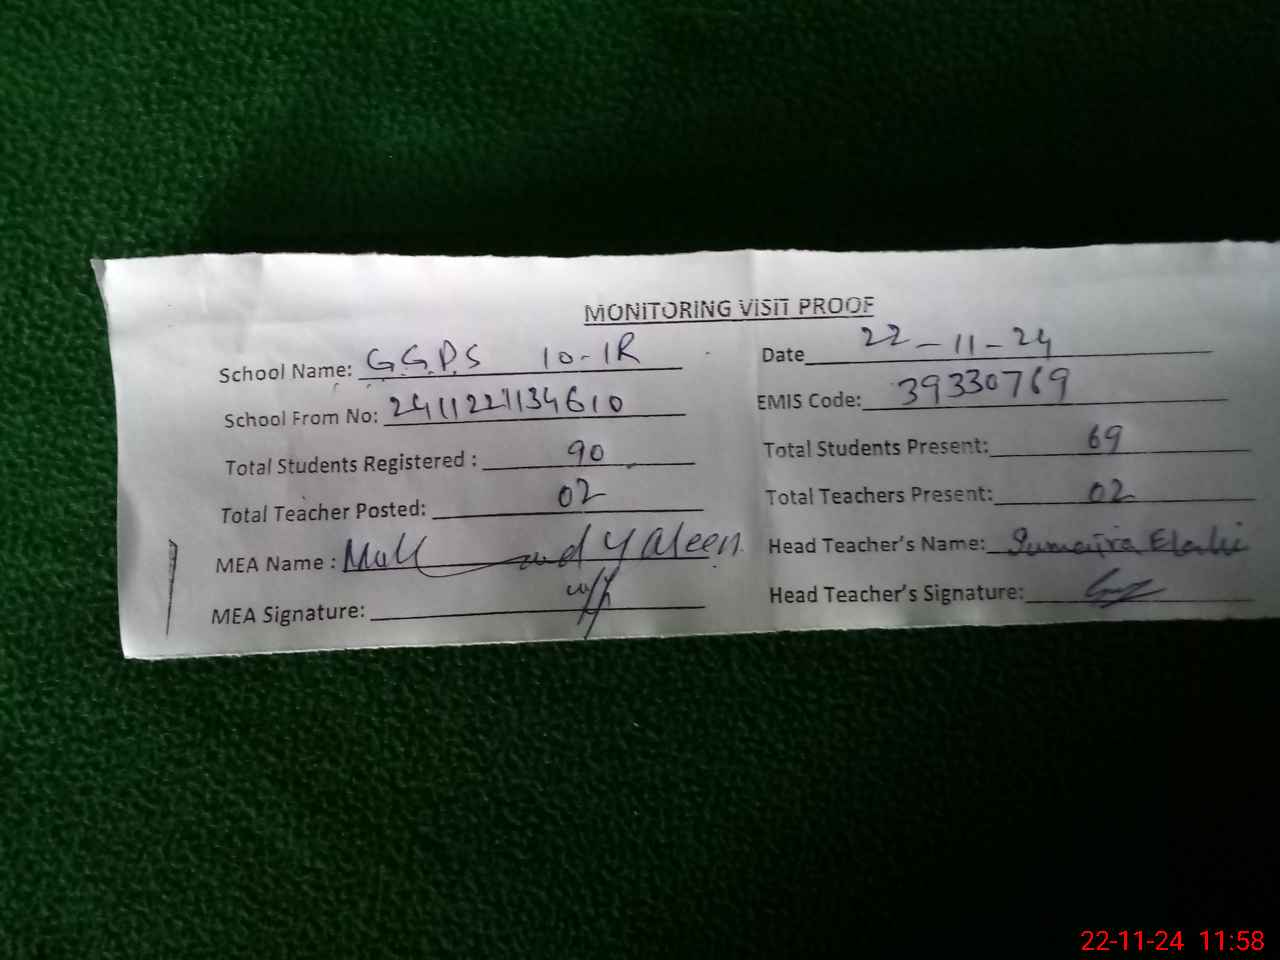 MONITORING VISIT PROOF
School Name: G.G.P.S 10-1R
Date 22-11-24
School From No: 2411221134610
EMIS Code: 39330769
Total Students Registered : 90
Total Students Present: 69
Total Teacher Posted: 02
Total Teachers Present: 02
MEA Name :
Head Teacher's Name: Sumaira Elahi
MEA Signature:
Head Teacher's Signature:
22-11-24 11:58